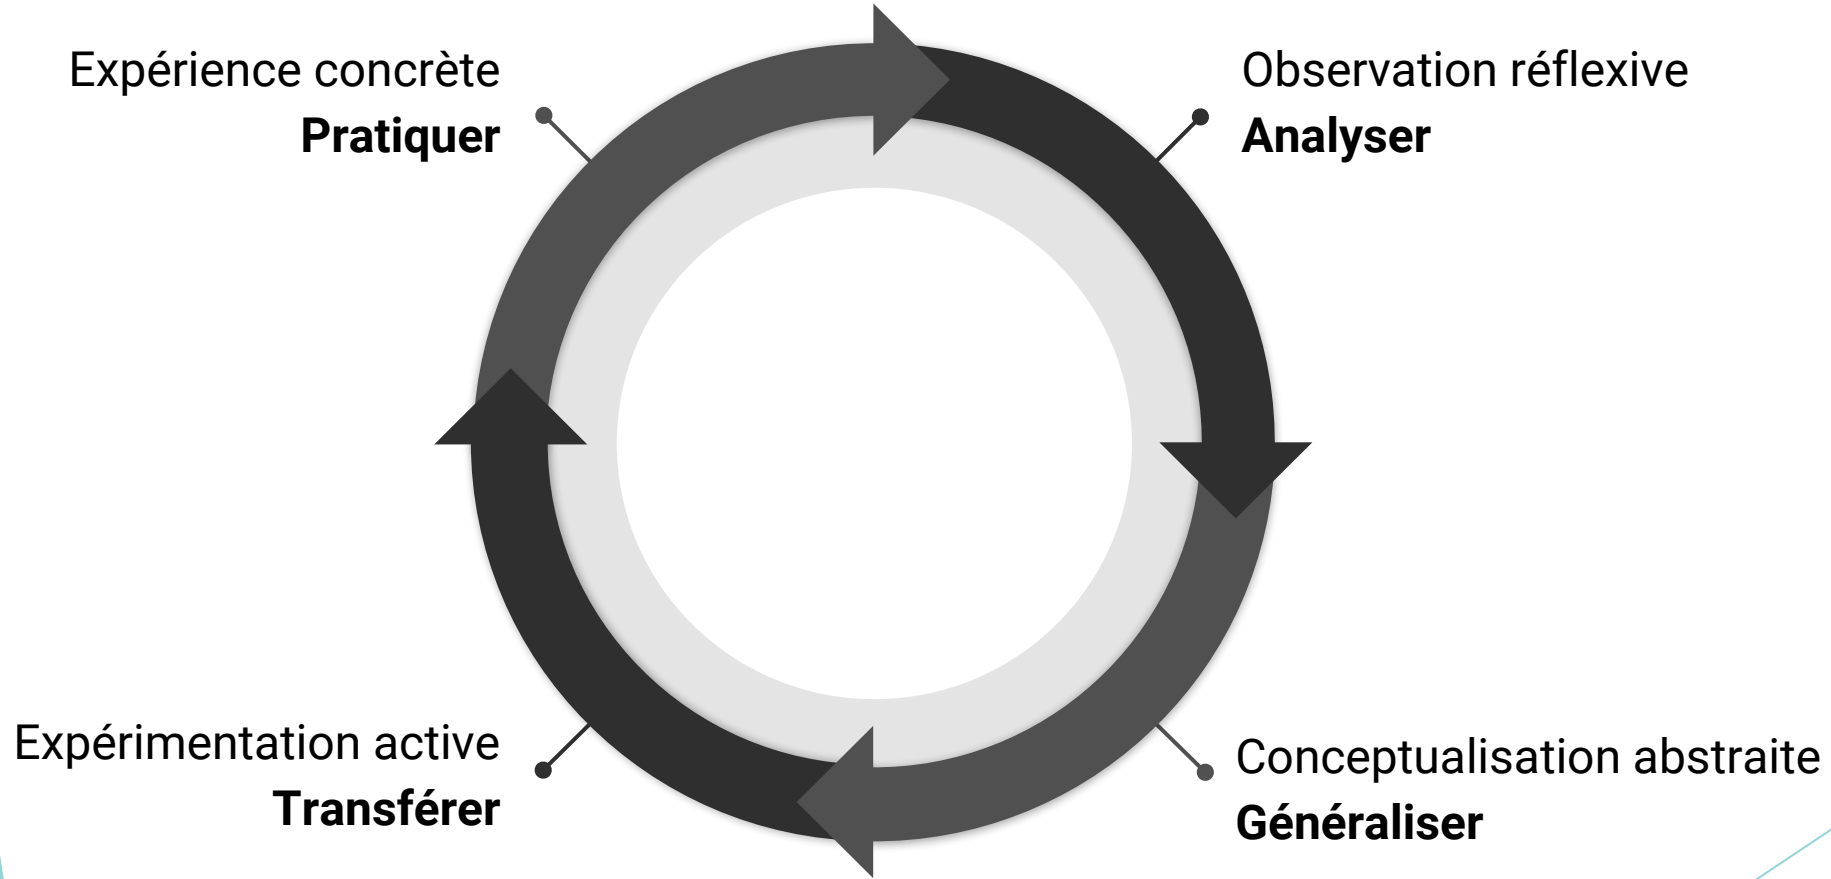 Expérience concrète
Pratiquer
Observation réflexive
Analyser
Expérimentation active
Transférer
Conceptualisation abstraite
Généraliser